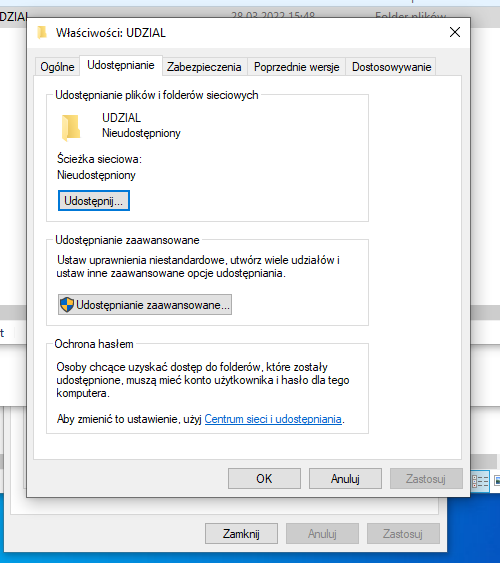 28.03.2022 15:48 Folder plików
Właściwości: UDZIAL
Ogólne Udostępnianie Zabezpieczenia Poprzednie wersje Dostosowywanie
Udostępnianie plików i folderów sieciowych
UDZIAL
Nieudostępniony
Ścieżka sieciowa:
Nieudostępniony
Udostępnij...
Udostępnianie zaawansowane
Ustaw uprawnienia niestandardowe, utwórz wiele udziałów i
ustaw inne zaawansowane opcje udostępniania.
Udostępnianie zaawansowane...
Ochrona hasłem
Osoby chcące uzyskać dostęp do folderów, które zostały
udostępnione, muszą mieć konto użytkownika i hasło dla tego
komputera.
Aby zmienić to ustawienie, użyj Centrum sieci i udostępniania.
OK Anuluj Zastosuj
Zamknij Anuluj Zastosuj